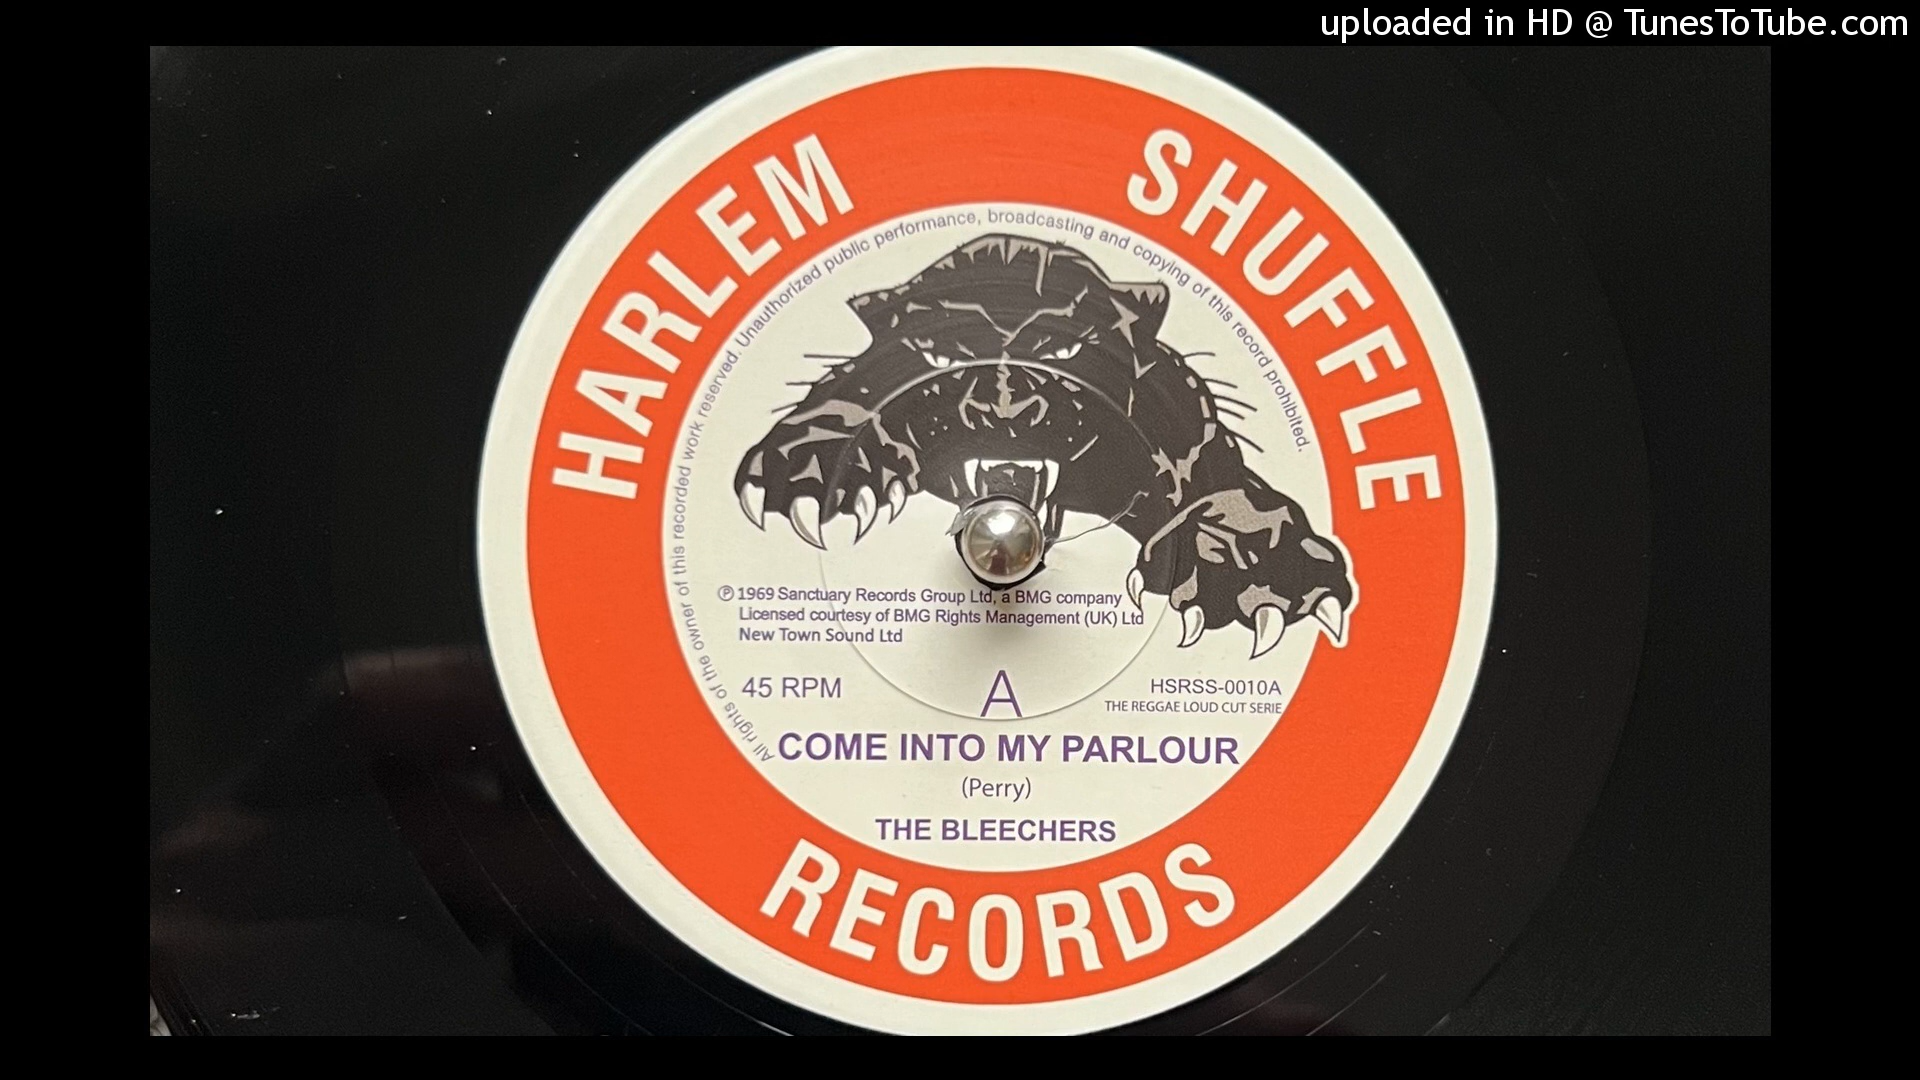 uploaded in HD @ TunesToTube.com
HARLEM SHUFFLE
All rights of the owner of this recorded work reserved. Unauthorized public performance, broadcasting and copying of this record prohibited.
℗ 1969 Sanctuary Records Group Ltd, a BMG company
Licensed courtesy of BMG Rights Management (UK) Ltd
New Town Sound Ltd
45 RPM
A
HSRSS-0010A
THE REGGAE LOUD CUT SERIE
COME INTO MY PARLOUR
(Perry)
THE BLEECHERS
RECORDS